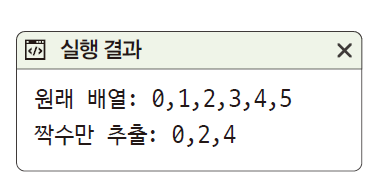 실행 결과
원래 배열: 0,1,2,3,4,5
짝수만 추출: 0,2,4